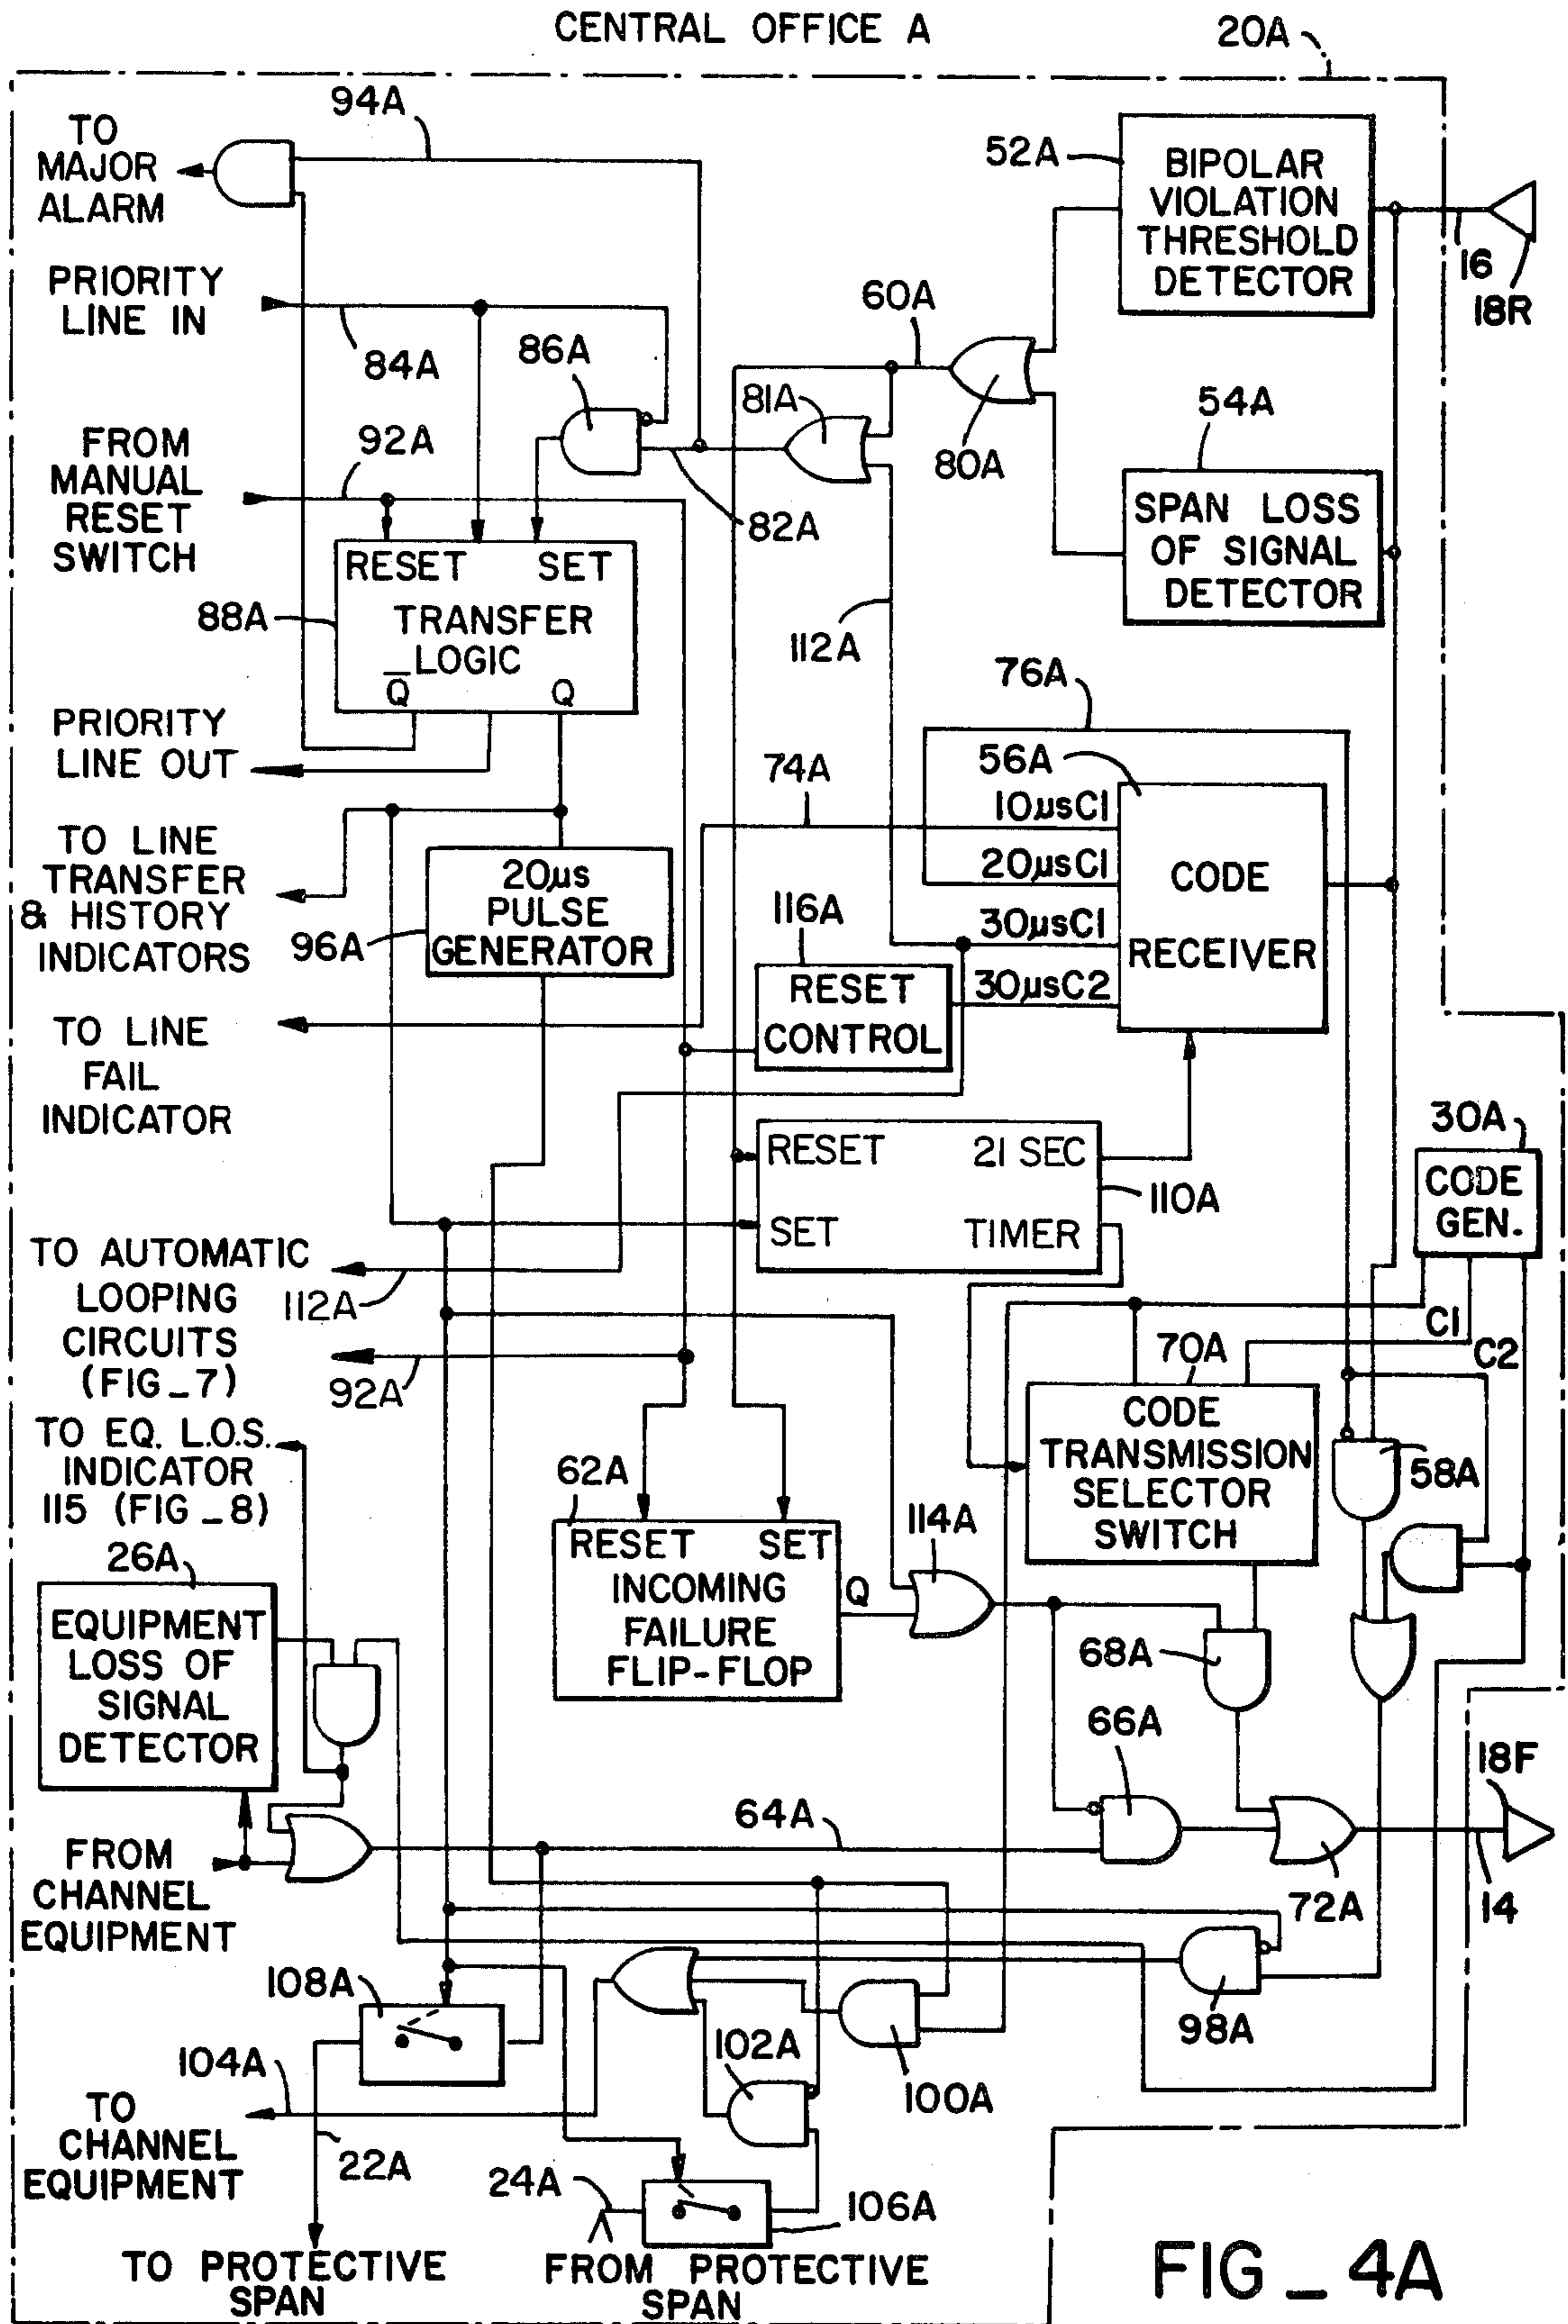 CENTRAL OFFICE A
20A
94A
TO
MAJOR
ALARM
52A
BIPOLAR
VIOLATION
THRESHOLD
DETECTOR
16
18R
PRIORITY
LINE IN
84A
86A
60A
81A
80A
54A
FROM
MANUAL
RESET
SWITCH
92A
82A
SPAN LOSS
OF SIGNAL
DETECTOR
RESET SET
TRANSFER
LOGIC
Q̅ Q
88A
112A
76A
PRIORITY
LINE OUT
74A
56A
10µsC1
20µsC1
30µsC1
30µsC2
CODE
RECEIVER
TO LINE
TRANSFER
& HISTORY
INDICATORS
96A
20µs
PULSE
GENERATOR
116A
RESET
CONTROL
TO LINE
FAIL
INDICATOR
RESET 21 SEC
SET TIMER
110A
30A
CODE
GEN.
C1
C2
TO AUTOMATIC
LOOPING
CIRCUITS
(FIG_7)
112A
92A
70A
CODE
TRANSMISSION
SELECTOR
SWITCH
58A
TO EQ. L.O.S.
INDICATOR
115 (FIG_8)
62A
RESET SET
INCOMING
FAILURE
FLIP-FLOP
Q
114A
26A
EQUIPMENT
LOSS OF
SIGNAL
DETECTOR
68A
66A
18F
64A
FROM
CHANNEL
EQUIPMENT
72A
14
108A
98A
104A
102A
100A
TO
CHANNEL
EQUIPMENT
22A
24A
106A
TO PROTECTIVE
SPAN
FROM PROTECTIVE
SPAN
FIG_4A